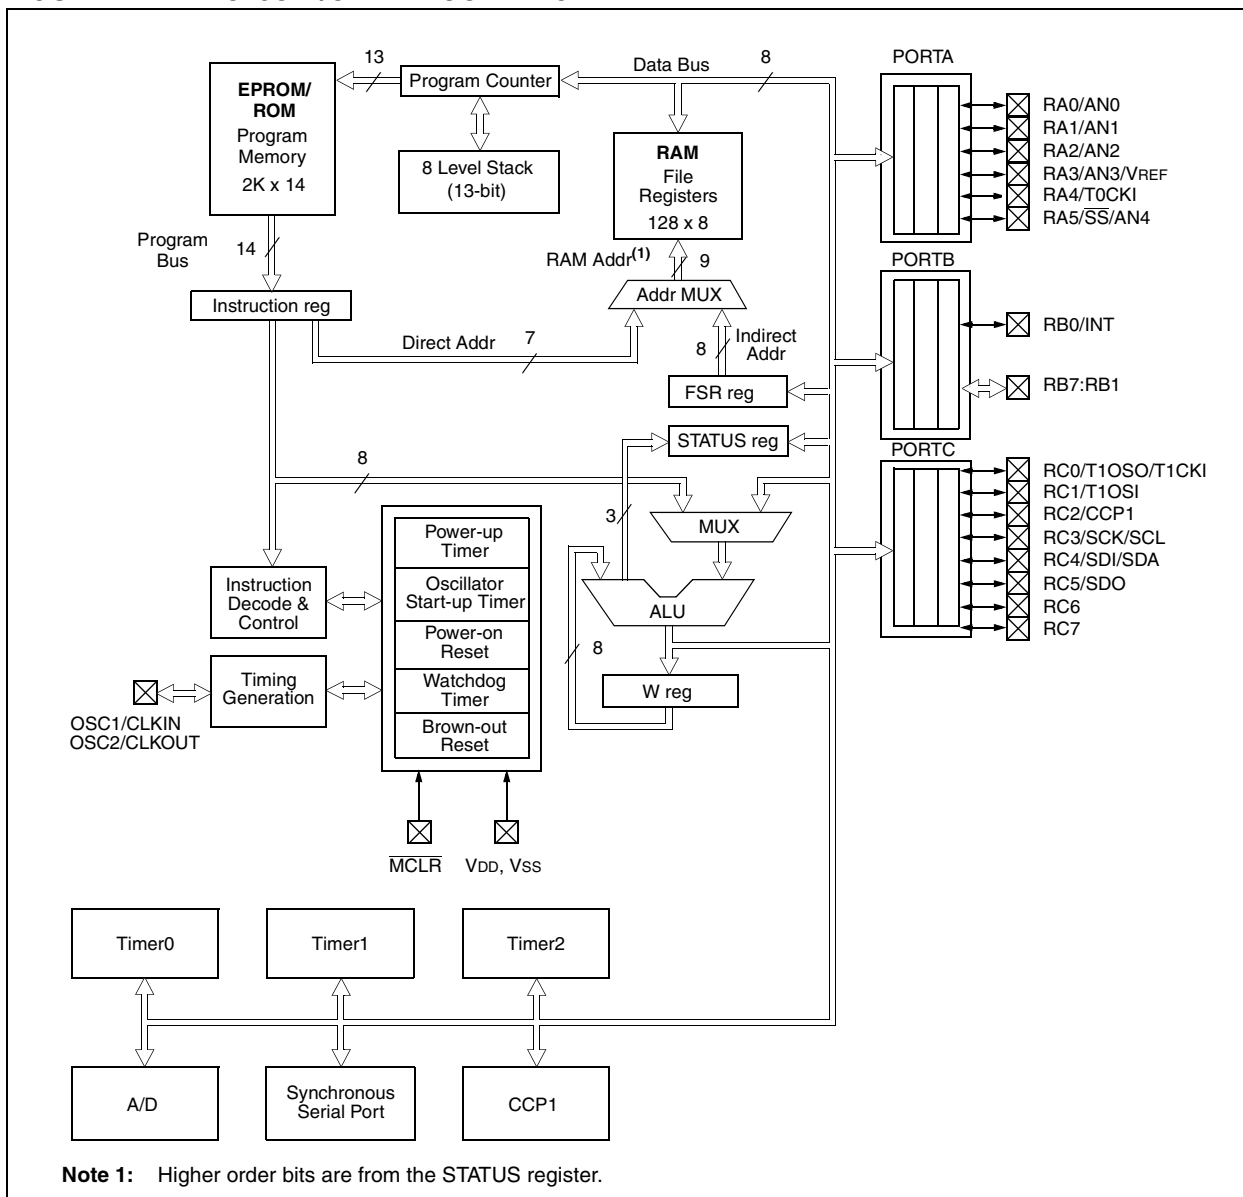 13
Data Bus
8
PORTA
EPROM/
ROM
Program
Memory
2K x 14
Program Counter
8 Level Stack
(13-bit)
RAM
File
Registers
128 x 8
RA0/AN0
RA1/AN1
RA2/AN2
RA3/AN3/VREF
RA4/T0CKI
RA5/SS/AN4
Program
Bus
14
RAM Addr(1)
9
PORTB
Instruction reg
Addr MUX
RB0/INT
Direct Addr
7
8
Indirect
Addr
FSR reg
RB7:RB1
STATUS reg
PORTC
8
3
MUX
RC0/T1OSO/T1CKI
RC1/T1OSI
RC2/CCP1
RC3/SCK/SCL
RC4/SDI/SDA
RC5/SDO
RC6
RC7
Power-up
Timer
Oscillator
Start-up Timer
Power-on
Reset
Watchdog
Timer
Brown-out
Reset
Instruction
Decode &
Control
ALU
8
W reg
Timing
Generation
OSC1/CLKIN
OSC2/CLKOUT
MCLR
VDD, VSS
Timer0
Timer1
Timer2
A/D
Synchronous
Serial Port
CCP1
Note 1: Higher order bits are from the STATUS register.